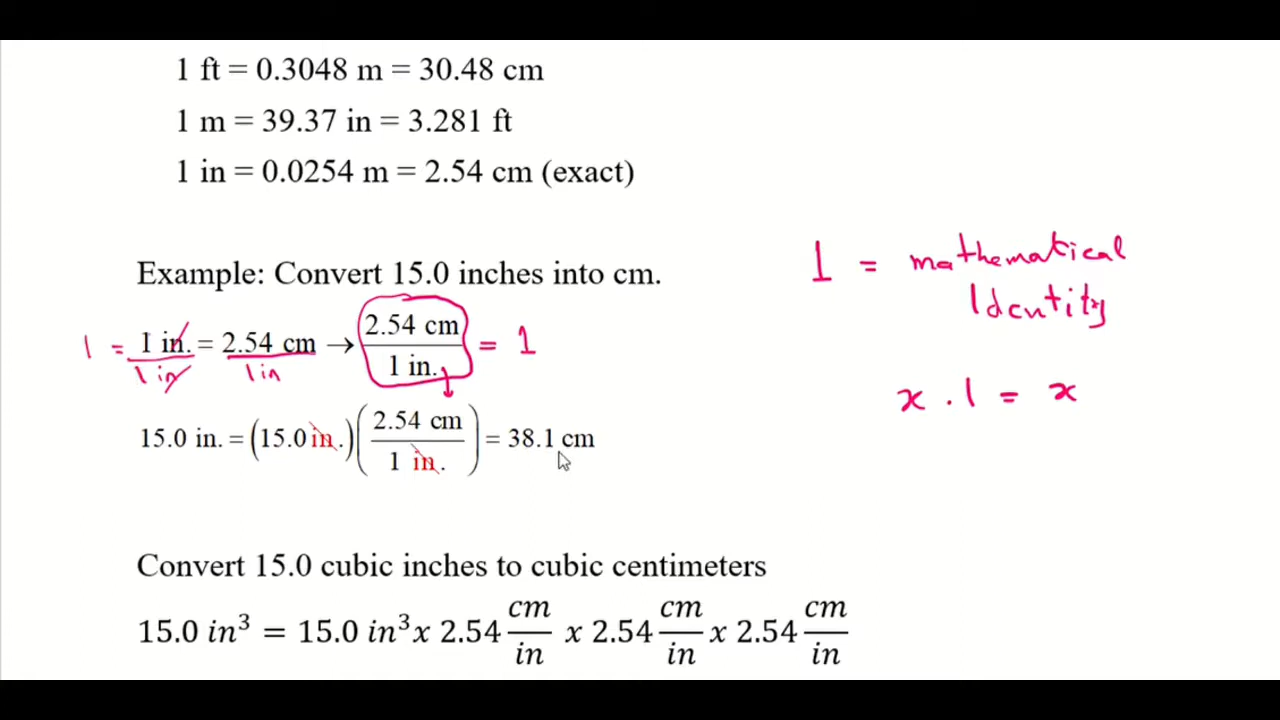 1 ft = 0.3048 m = 30.48 cm
1 m = 39.37 in = 3.281 ft
1 in = 0.0254 m = 2.54 cm (exact)
Example: Convert 15.0 inches into cm.
1 = mathematical
Identity
1 = 1 in. / 1 in = 2.54 cm / 1 in → 2.54 cm / 1 in. = 1
x . 1 = x
15.0 in. = (15.0 in.)(2.54 cm / 1 in.) = 38.1 cm
Convert 15.0 cubic inches to cubic centimeters
15.0 in³ = 15.0 in³ x 2.54 cm/in x 2.54 cm/in x 2.54 cm/in